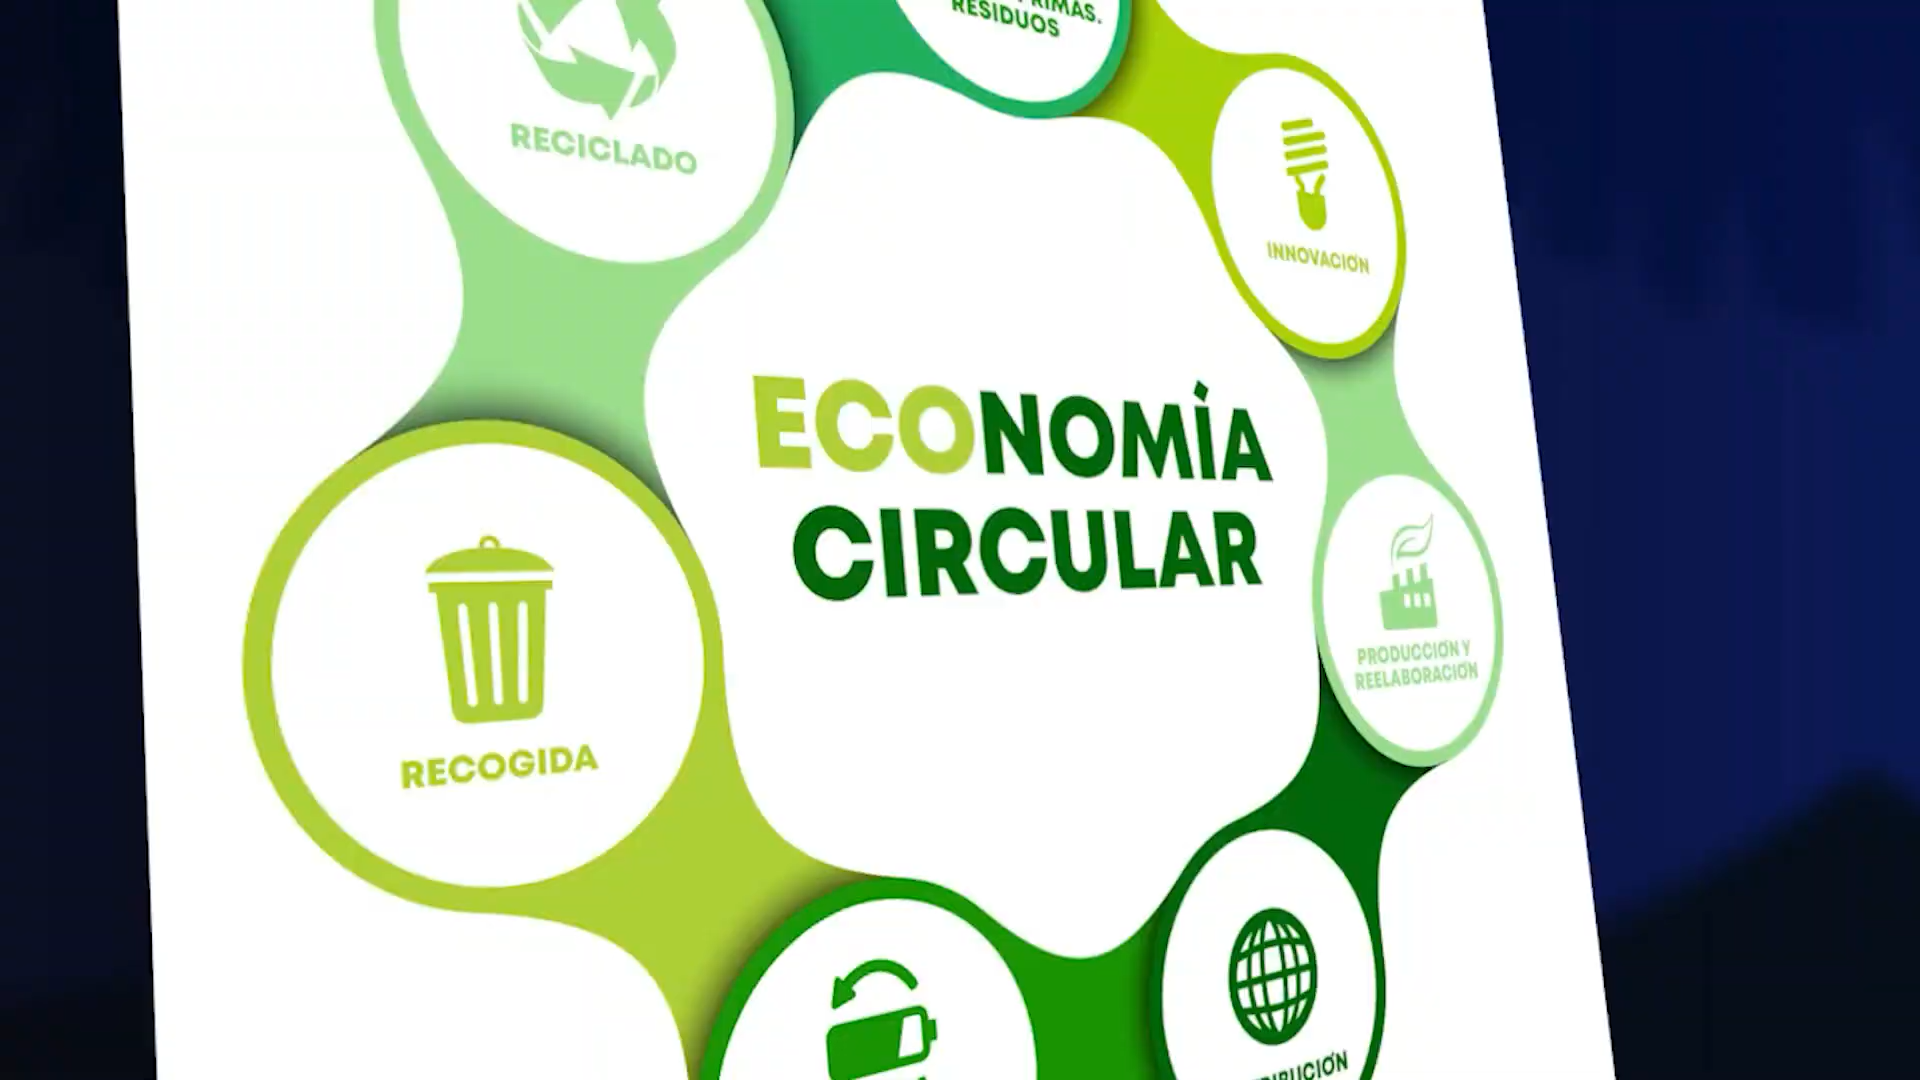 RESIDUOS
RECICLADO
INNOVACIÓN
ECONOMÍA
CIRCULAR
PRODUCCIÓN Y
REELABORACIÓN
RECOGIDA